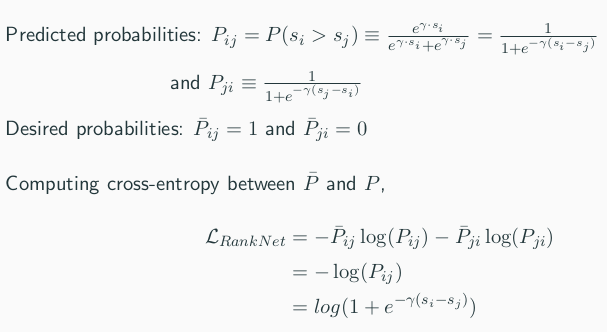 Predicted probabilities: $P_{ij} = P(s_i > s_j) \equiv \frac{e^{\gamma \cdot s_i}}{e^{\gamma \cdot s_i} + e^{\gamma \cdot s_j}} = \frac{1}{1+e^{-\gamma(s_i - s_j)}}$
and $P_{ji} \equiv \frac{1}{1+e^{-\gamma(s_j - s_i)}}$
Desired probabilities: $\bar{P}_{ij} = 1$ and $\bar{P}_{ji} = 0$
Computing cross-entropy between $\bar{P}$ and $P$,
$\mathcal{L}_{RankNet} = -\bar{P}_{ij} \log(P_{ij}) - \bar{P}_{ji} \log(P_{ji})$
$= -\log(P_{ij})$
$= log(1 + e^{-\gamma(s_i - s_j)})$